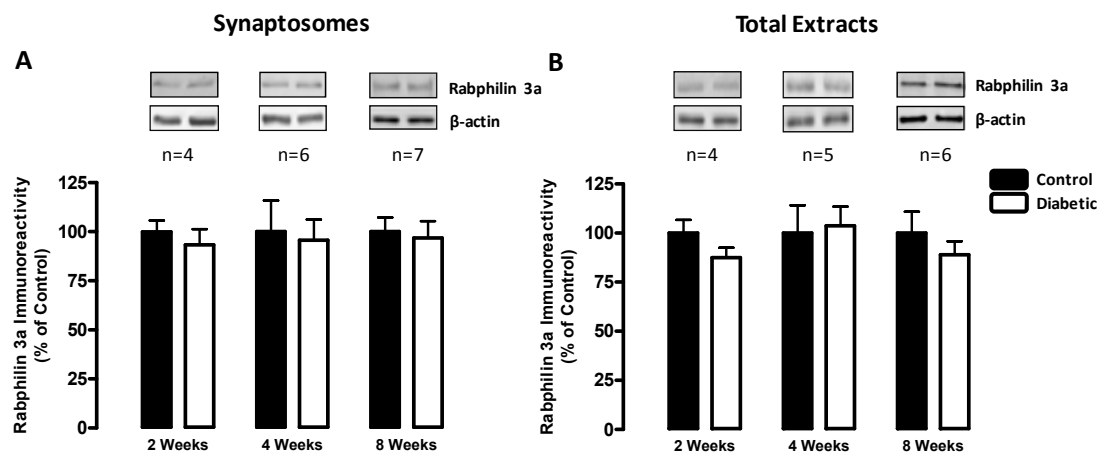 Synaptosomes
A
Rabphilin 3a
β-actin
n=4 n=6 n=7
Rabphilin 3a Immunoreactivity
(% of Control)
125
100
75
50
25
0
2 Weeks 4 Weeks 8 Weeks
Total Extracts
B
Rabphilin 3a
β-actin
n=4 n=5 n=6
Control
Diabetic
Rabphilin 3a Immunoreactivity
(% of Control)
125
100
75
50
25
0
2 Weeks 4 Weeks 8 Weeks